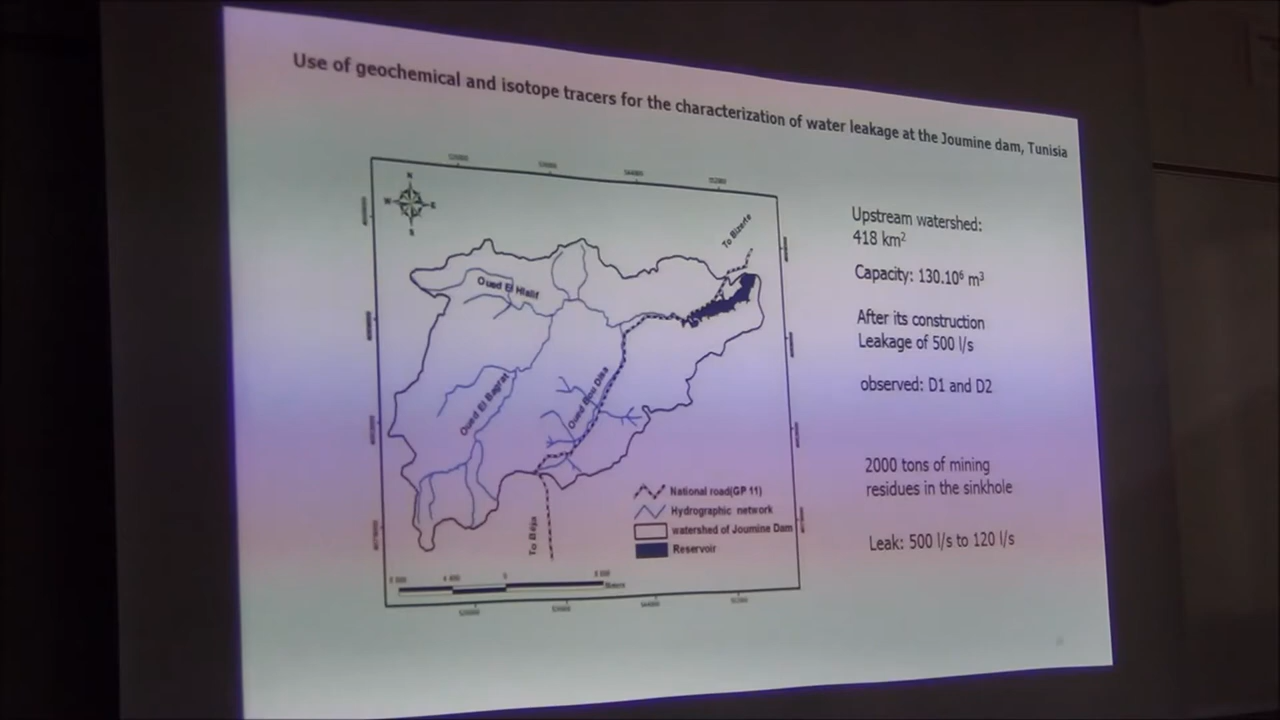 Use of geochemical and isotope tracers for the characterization of water leakage at the Joumine dam, Tunisia
N
W
E
S
To Bizerte
Oued El Hlalif
Oued El Bagrat
Oued Bou Dika
To Béja
National road(GP 11)
Hydrographic network
watershed of Joumine Dam
Reservoir
Meters
Upstream watershed:
418 km²
Capacity: 130.10⁶ m³
After its construction
Leakage of 500 l/s
observed: D1 and D2
2000 tons of mining
residues in the sinkhole
Leak: 500 l/s to 120 l/s